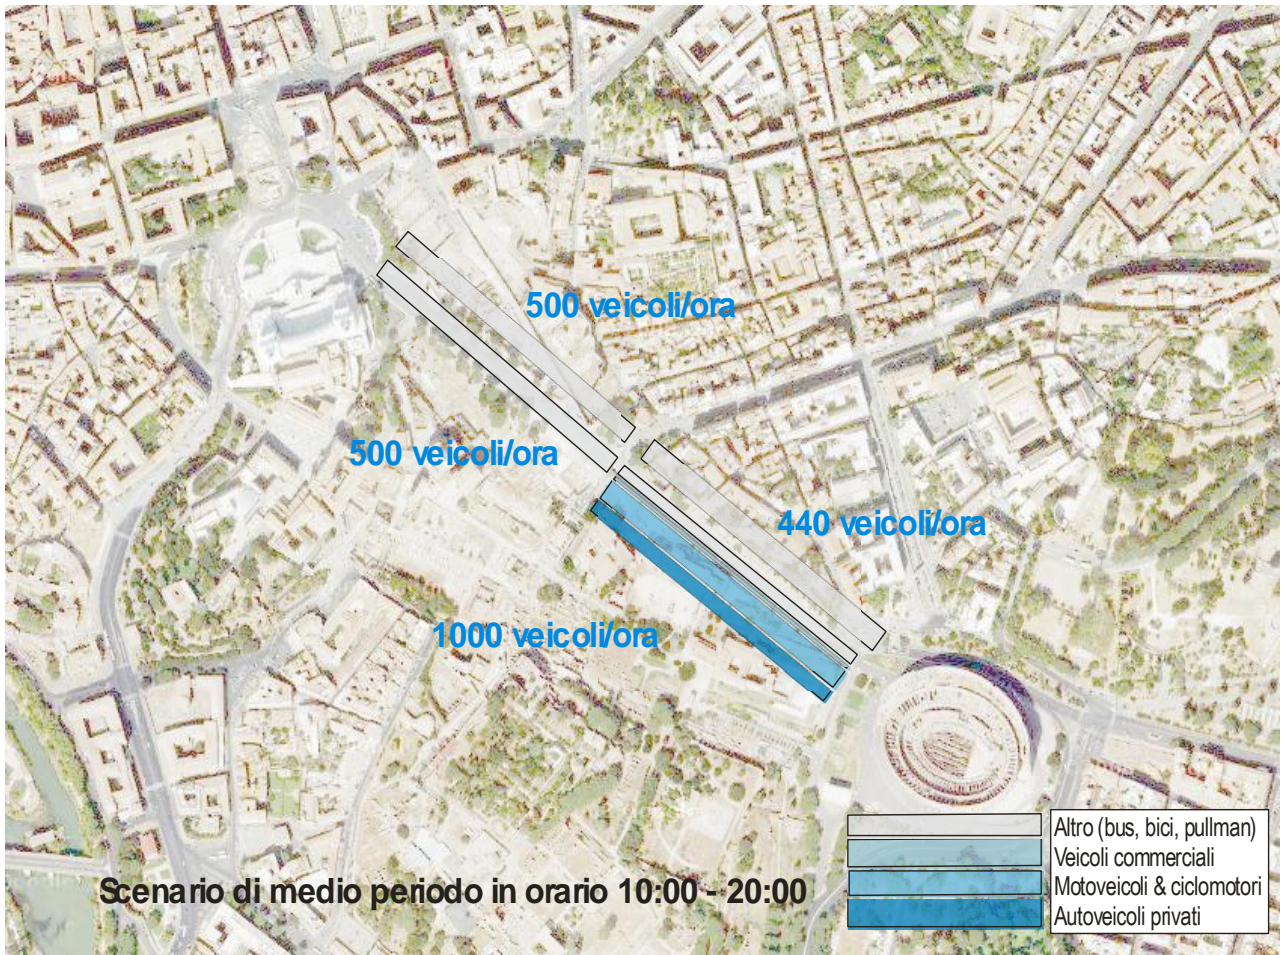 500 veicoli/ora
500 veicoli/ora
440 veicoli/ora
1000 veicoli/ora
Altro (bus, bici, pullman)
Veicoli commerciali
Motoveicoli & ciclomotori
Autoveicoli privati
Scenario di medio periodo in orario 10:00 - 20:00